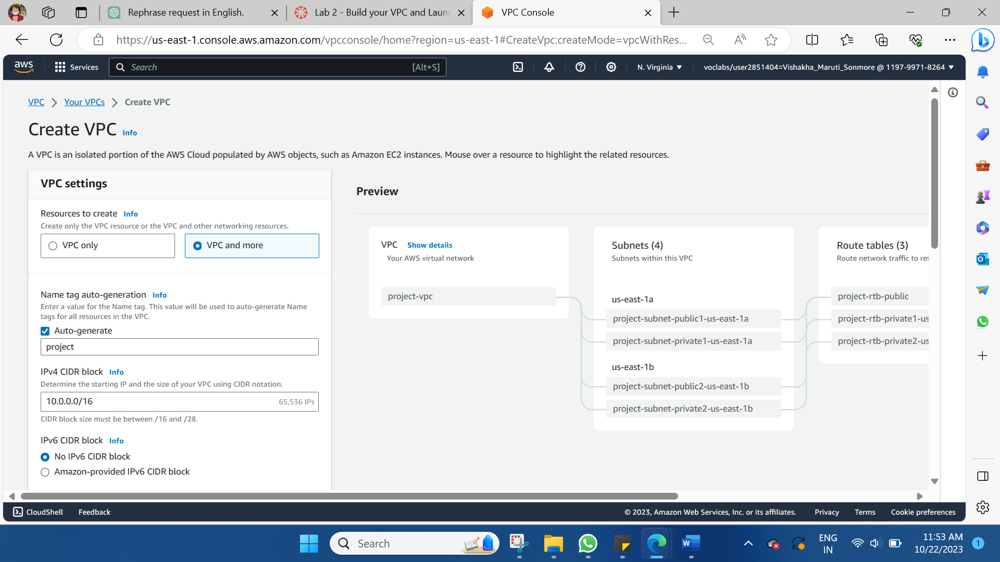 Rephrase request in English.
Lab 2 - Build your VPC and Laun
VPC Console
https://us-east-1.console.aws.amazon.com/vpcconsole/home?region=us-east-1#CreateVpc:createMode=vpcWithRes...
aws
Services
Search
[Alt+S]
N. Virginia
voclabs/user2851404=Vishakha_Maruti_Sonmore @ 1197-9971-8264
VPC
Your VPCs
Create VPC
Create VPC Info
A VPC is an isolated portion of the AWS Cloud populated by AWS objects, such as Amazon EC2 instances. Mouse over a resource to highlight the related resources.
VPC settings
Resources to create Info
Create only the VPC resource or the VPC and other networking resources.
VPC only
VPC and more
Name tag auto-generation Info
Enter a value for the Name tag. This value will be used to auto-generate Name
tags for all resources in the VPC.
Auto-generate
project
IPv4 CIDR block Info
Determine the starting IP and the size of your VPC using CIDR notation.
10.0.0.0/16
65,536 IPs
CIDR block size must be between /16 and /28.
IPv6 CIDR block Info
No IPv6 CIDR block
Amazon-provided IPv6 CIDR block
Preview
VPC Show details
Your AWS virtual network
project-vpc
Subnets (4)
Subnets within this VPC
us-east-1a
project-subnet-public1-us-east-1a
project-subnet-private1-us-east-1a
us-east-1b
project-subnet-public2-us-east-1b
project-subnet-private2-us-east-1b
Route tables (3)
Route network traffic to res
project-rtb-public
project-rtb-private1-us
project-rtb-private2-us
CloudShell
Feedback
© 2023, Amazon Web Services, Inc. or its affiliates.
Privacy
Terms
Cookie preferences
Search
ENG
IN
11:53 AM
10/22/2023
1